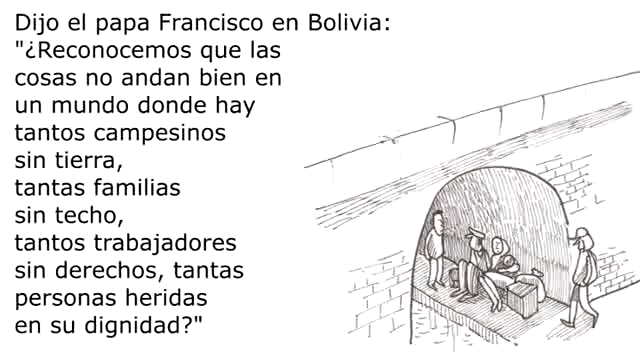 Dijo el papa Francisco en Bolivia:
"¿Reconocemos que las
cosas no andan bien en
un mundo donde hay
tantos campesinos
sin tierra,
tantas familias
sin techo,
tantos trabajadores
sin derechos, tantas
personas heridas
en su dignidad?"